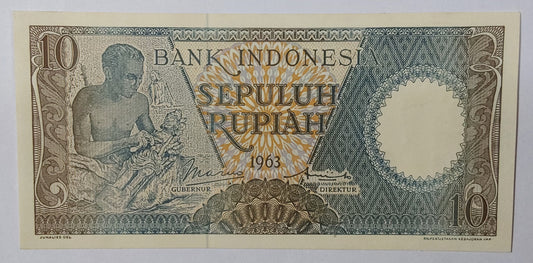 10
BANK INDONESIA
SEPULUH
RUPIAH
1963
GUBERNUR
DIREKTUR
10